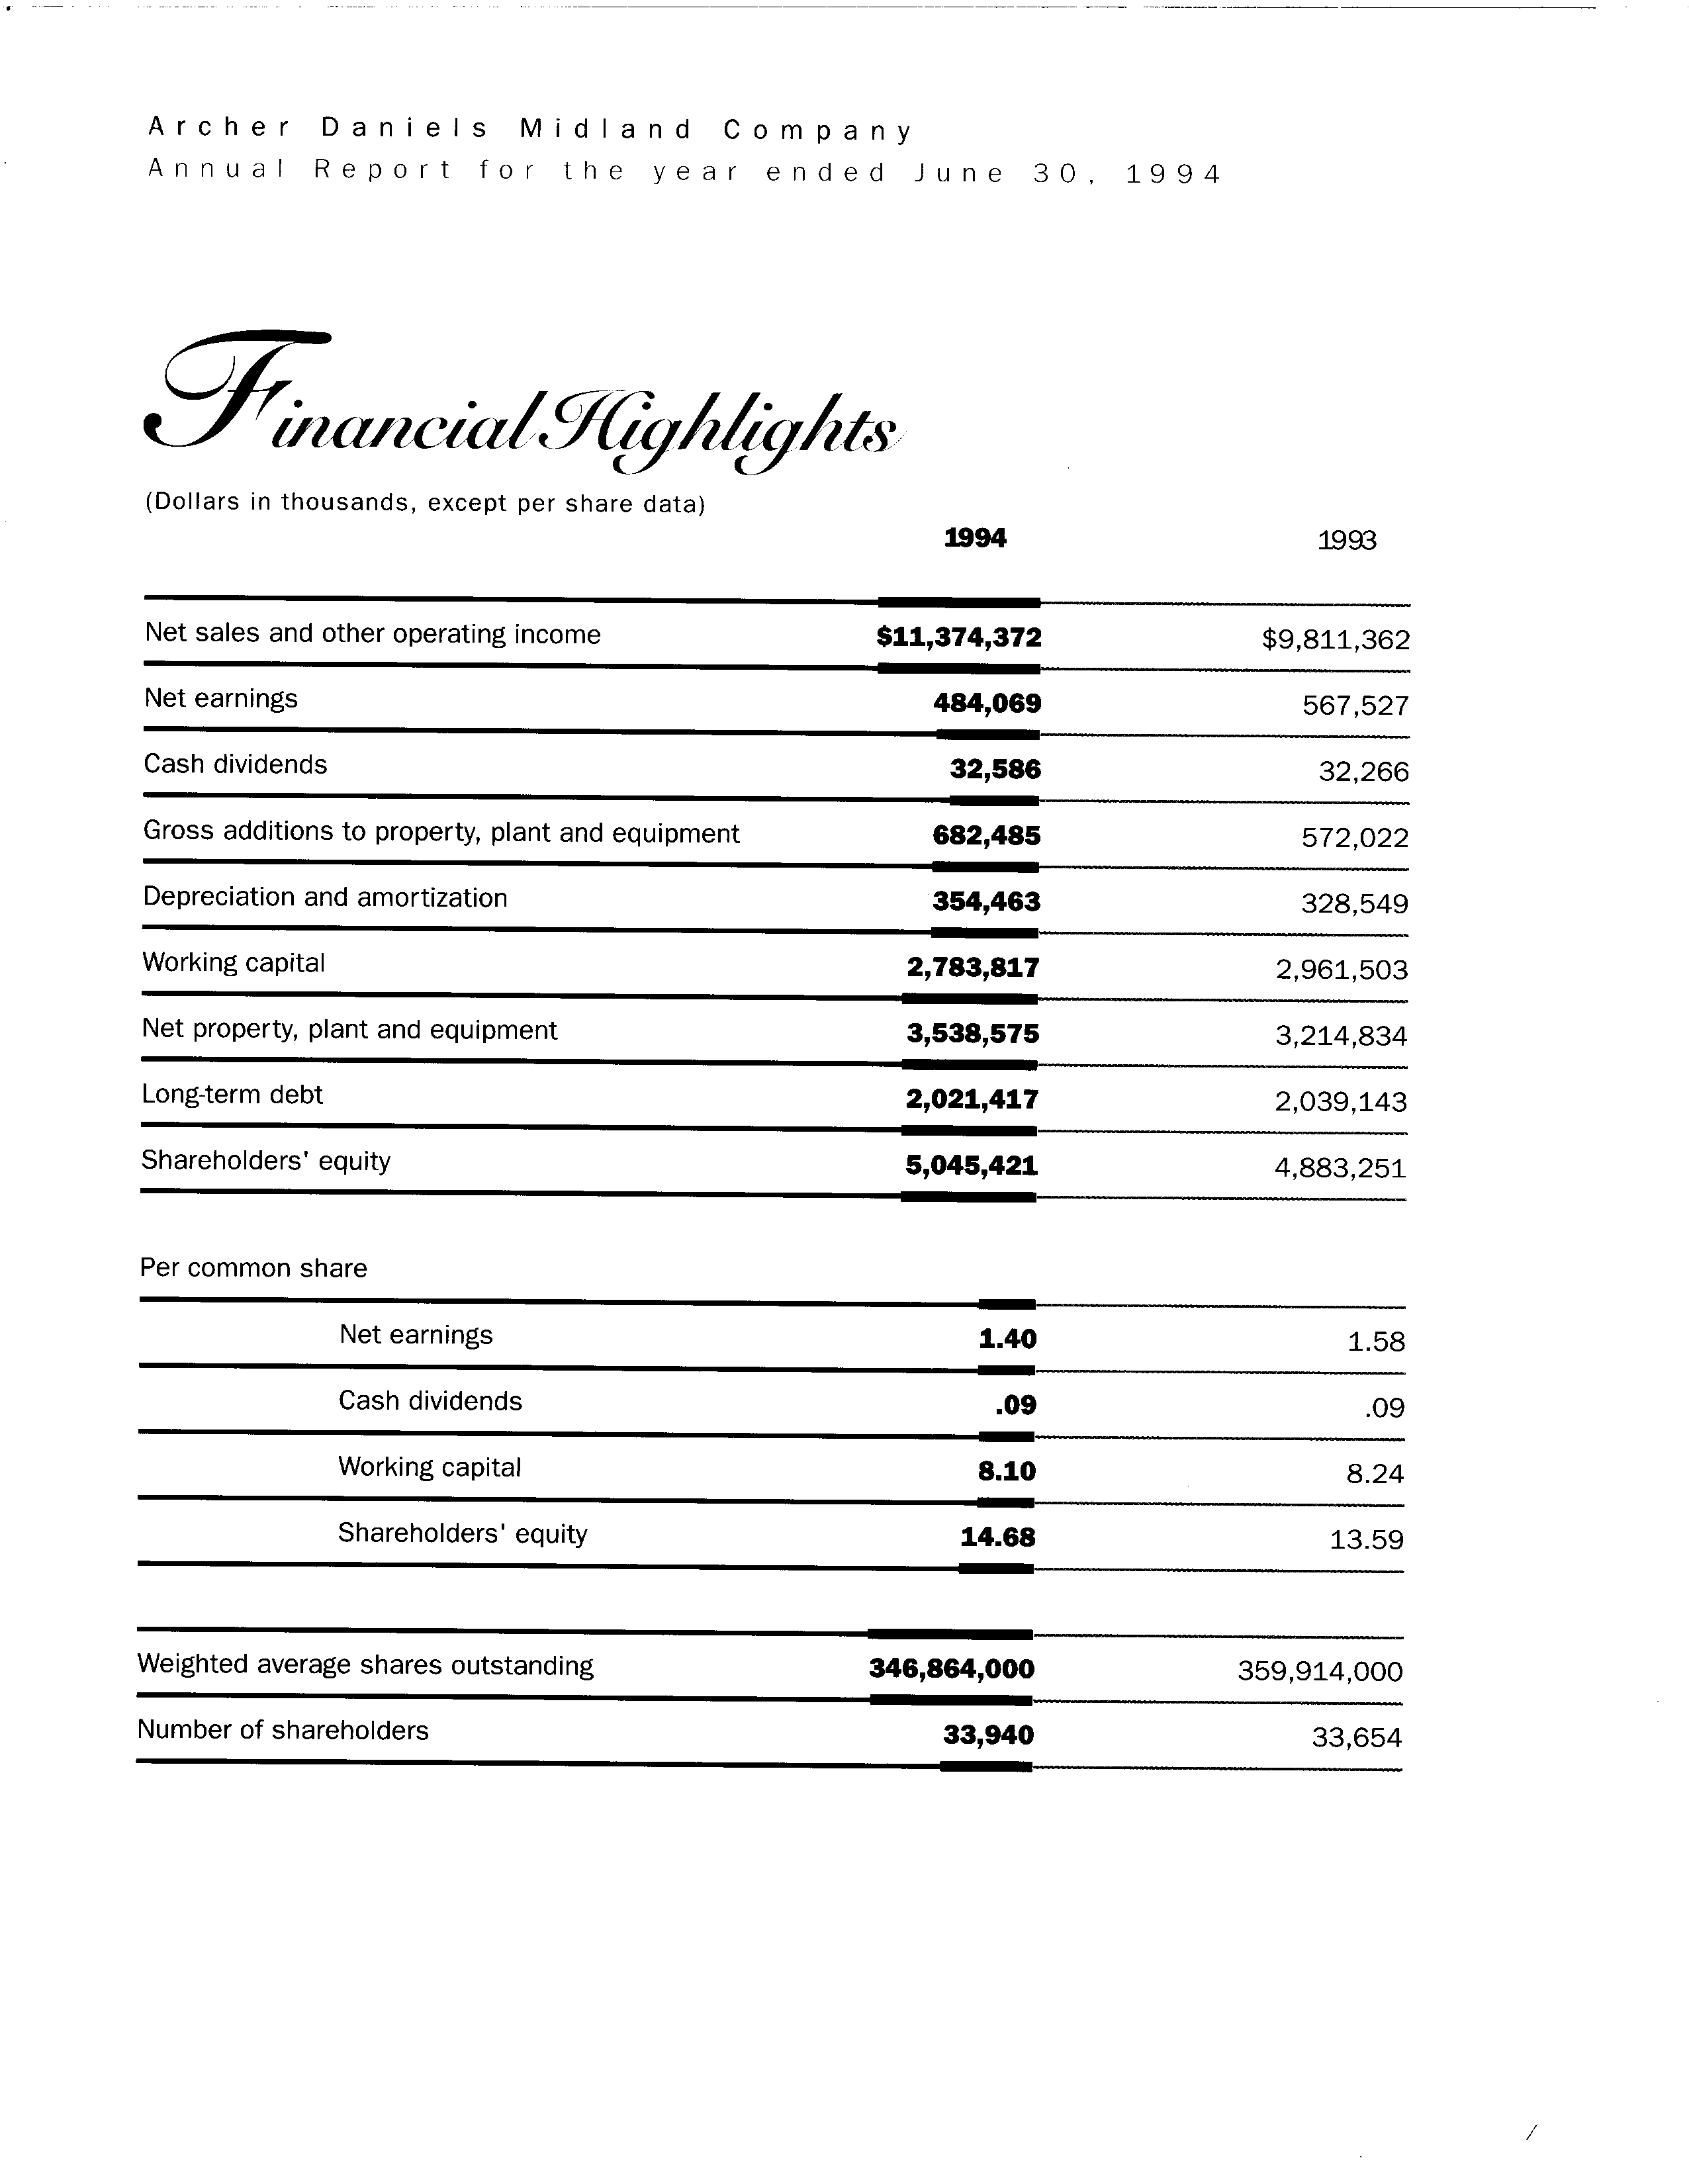 Archer Daniels Midland Company
Annual Report for the year ended June 30, 1994
Financial Highlights
(Dollars in thousands, except per share data)
1994 1993
Net sales and other operating income $11,374,372 $9,811,362
Net earnings 484,069 567,527
Cash dividends 32,586 32,266
Gross additions to property, plant and equipment 682,485 572,022
Depreciation and amortization 354,463 328,549
Working capital 2,783,817 2,961,503
Net property, plant and equipment 3,538,575 3,214,834
Long-term debt 2,021,417 2,039,143
Shareholders' equity 5,045,421 4,883,251
Per common share
Net earnings 1.40 1.58
Cash dividends .09 .09
Working capital 8.10 8.24
Shareholders' equity 14.68 13.59
Weighted average shares outstanding 346,864,000 359,914,000
Number of shareholders 33,940 33,654